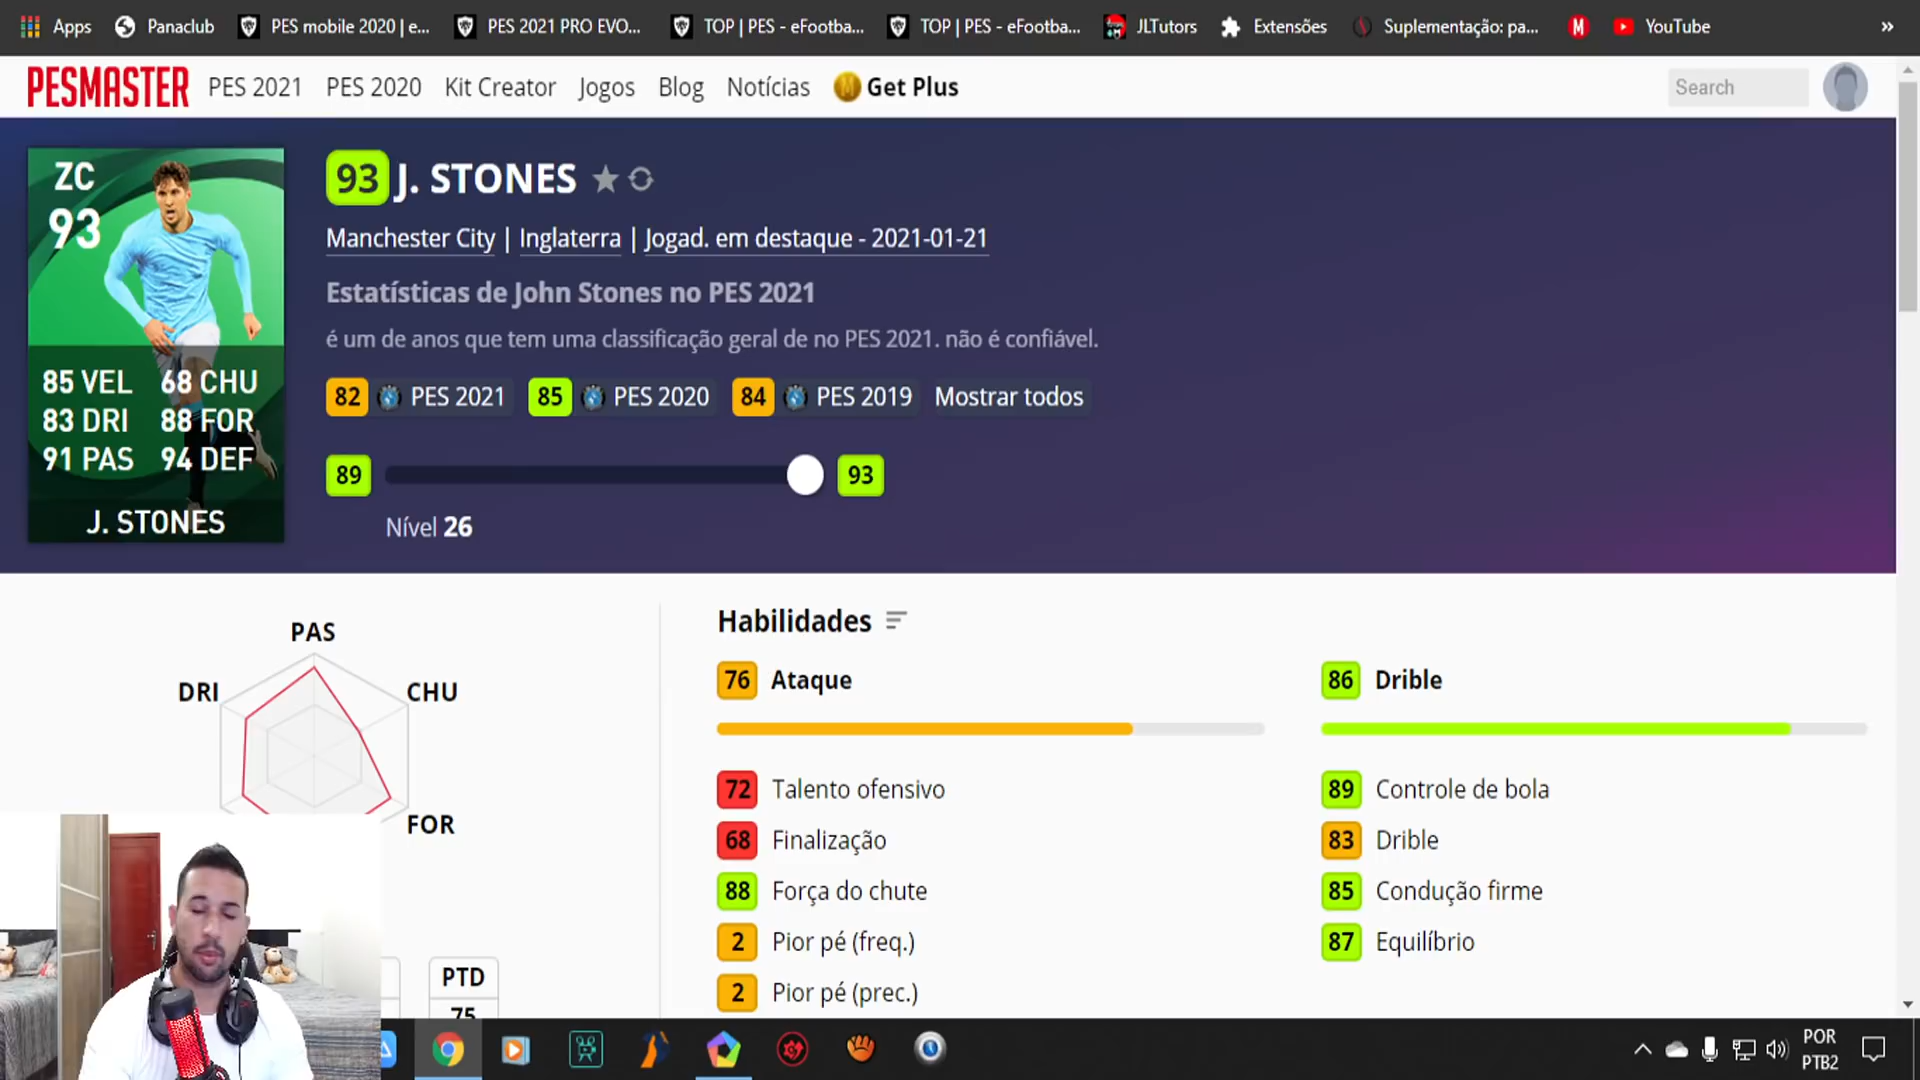 Apps
Panaclub
PES mobile 2020 | e...
PES 2021 PRO EVO...
TOP | PES - eFootba...
TOP | PES - eFootba...
JLTutors
Extensões
Suplementação: pa...
YouTube
»
PESMASTER
PES 2021
PES 2020
Kit Creator
Jogos
Blog
Notícias
Get Plus
Search
ZC
93
85 VEL 68 CHU
83 DRI 88 FOR
91 PAS 94 DEF
J. STONES
93 J. STONES
Manchester City | Inglaterra | Jogad. em destaque - 2021-01-21
Estatísticas de John Stones no PES 2021
é um de anos que tem uma classificação geral de no PES 2021. não é confiável.
82 PES 2021 85 PES 2020 84 PES 2019 Mostrar todos
89 93
Nível 26
PAS
DRI
CHU
FOR
PTD
75
Habilidades
76 Ataque
72 Talento ofensivo
68 Finalização
88 Força do chute
2 Pior pé (freq.)
2 Pior pé (prec.)
86 Drible
89 Controle de bola
83 Drible
85 Condução firme
87 Equilíbrio
POR
PTB2